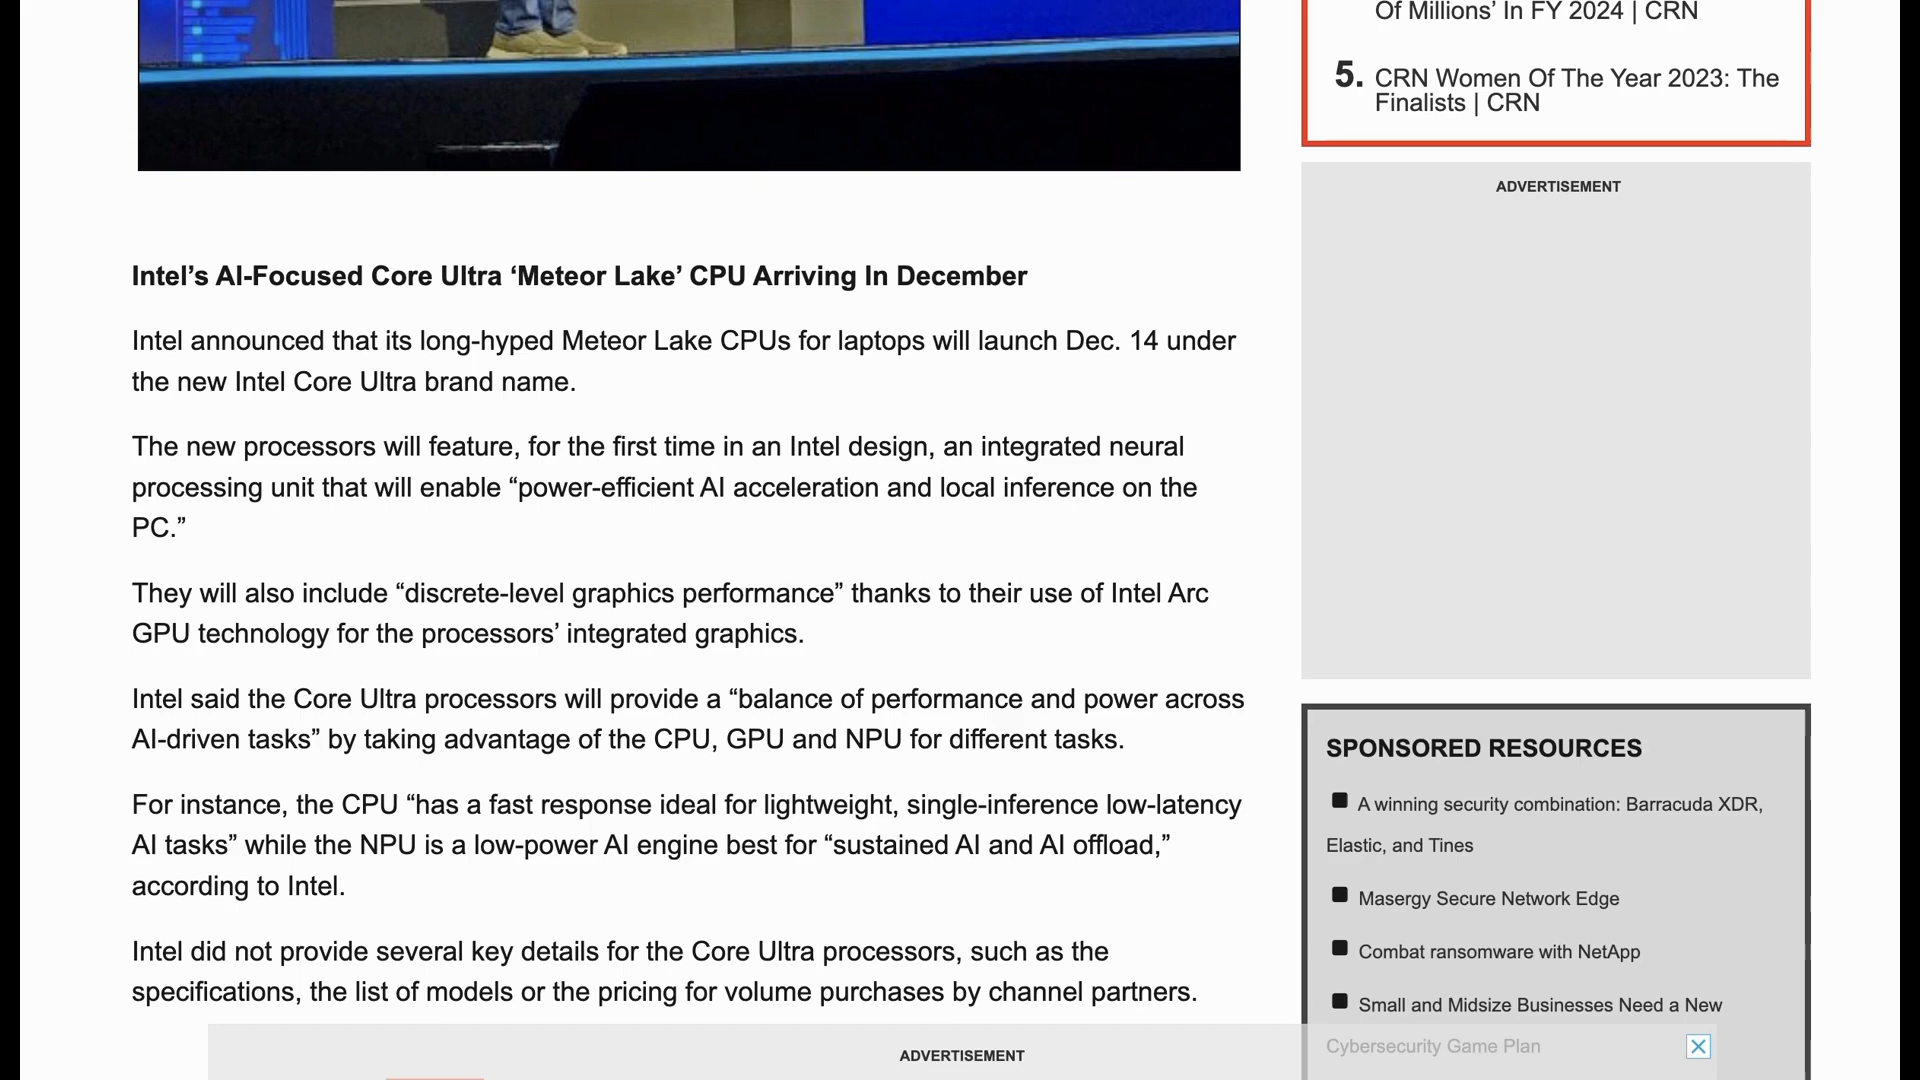 Of Millions’ In FY 2024 | CRN
5. CRN Women Of The Year 2023: The
Finalists | CRN
ADVERTISEMENT
Intel’s AI-Focused Core Ultra ‘Meteor Lake’ CPU Arriving In December
Intel announced that its long-hyped Meteor Lake CPUs for laptops will launch Dec. 14 under
the new Intel Core Ultra brand name.
The new processors will feature, for the first time in an Intel design, an integrated neural
processing unit that will enable “power-efficient AI acceleration and local inference on the
PC.”
They will also include “discrete-level graphics performance” thanks to their use of Intel Arc
GPU technology for the processors’ integrated graphics.
Intel said the Core Ultra processors will provide a “balance of performance and power across
AI-driven tasks” by taking advantage of the CPU, GPU and NPU for different tasks.
For instance, the CPU “has a fast response ideal for lightweight, single-inference low-latency
AI tasks” while the NPU is a low-power AI engine best for “sustained AI and AI offload,”
according to Intel.
Intel did not provide several key details for the Core Ultra processors, such as the
specifications, the list of models or the pricing for volume purchases by channel partners.
SPONSORED RESOURCES
A winning security combination: Barracuda XDR,
Elastic, and Tines
Masergy Secure Network Edge
Combat ransomware with NetApp
Small and Midsize Businesses Need a New
Cybersecurity Game Plan
ADVERTISEMENT